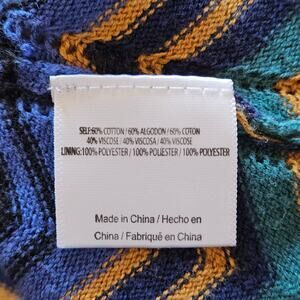 SELF:60% COTTON / 60% ALGODON / 60% COTON
40% VISCOSE / 40% VISCOSA / 40% VISCOSE
LINING:100% POLYESTER / 100% POLIESTER / 100% POLYESTER
Made in China / Hecho en
China / Fabriqué en China